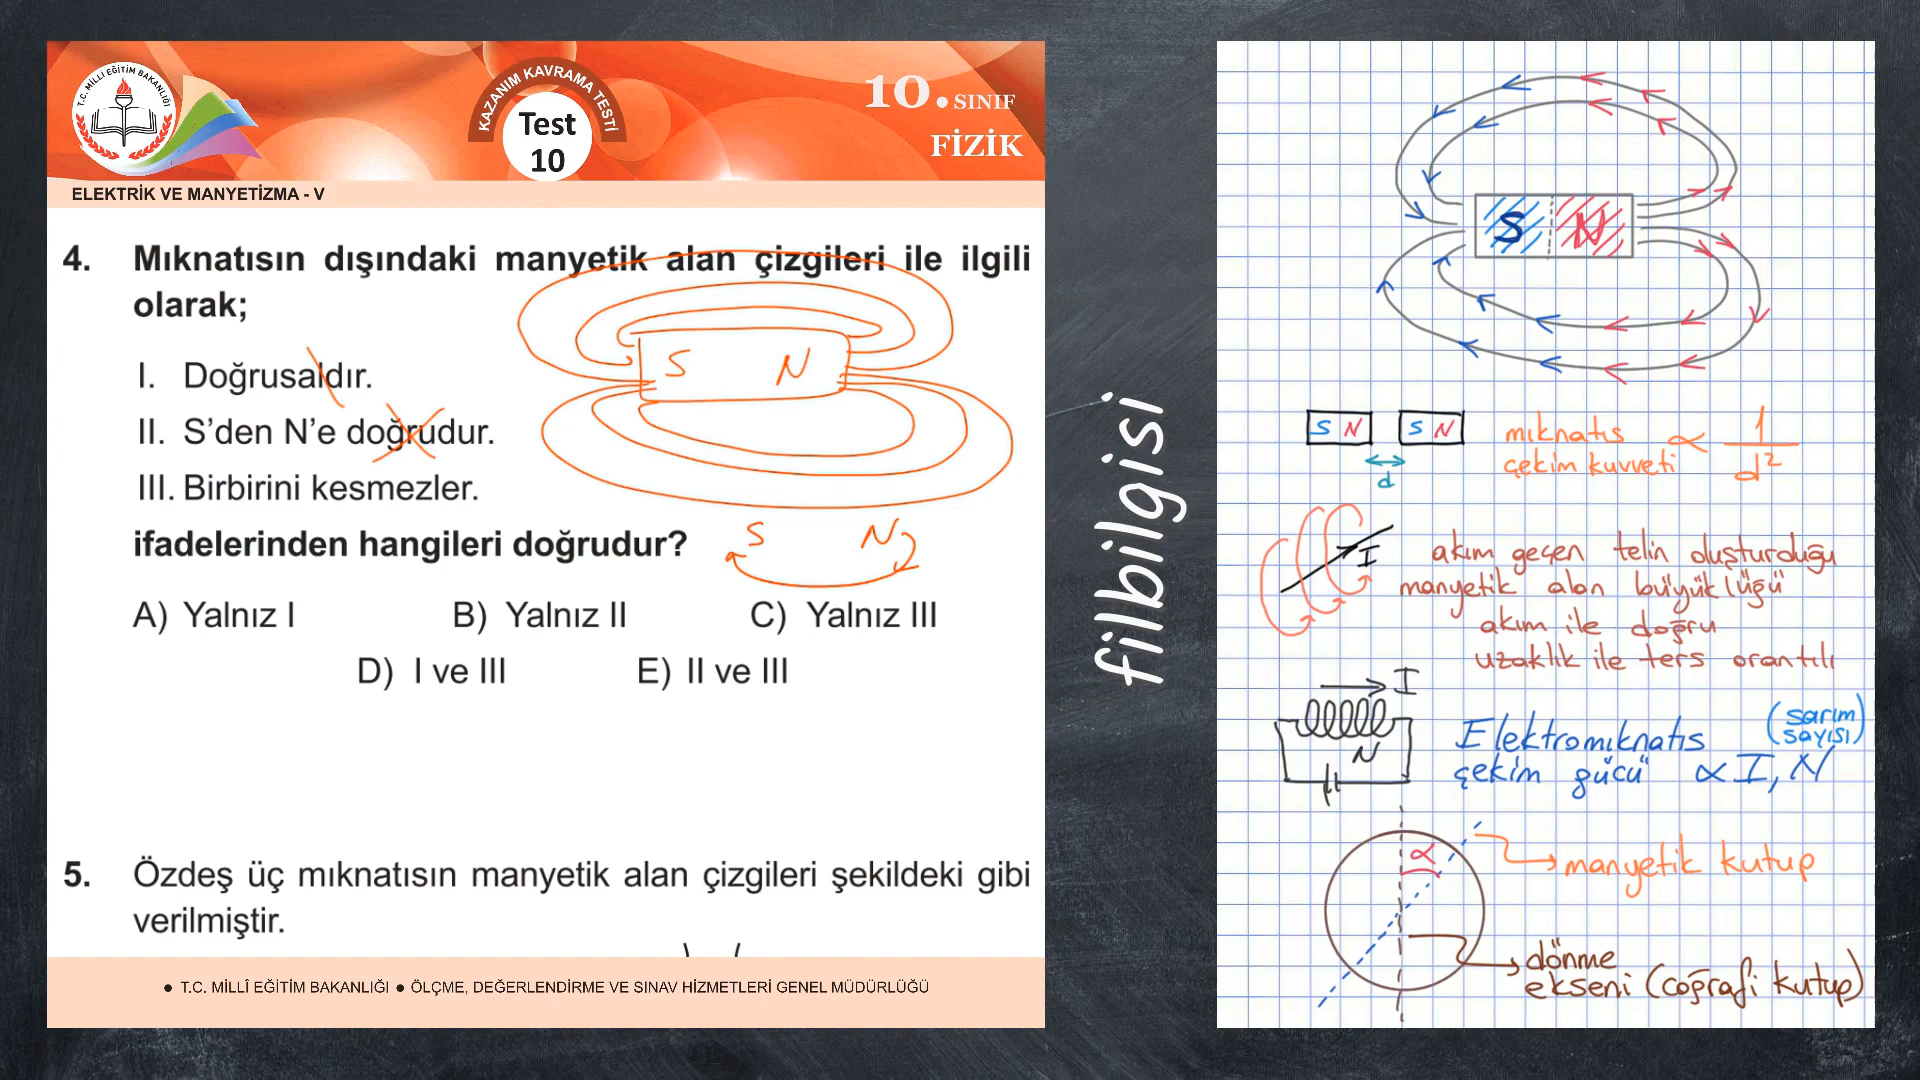 T.C. MİLLİ EĞİTİM BAKANLIĞI
KAZANIM KAVRAMA TESTİ
Test
10
10. SINIF
FİZİK
ELEKTRİK VE MANYETİZMA - V
4. Mıknatısın dışındaki manyetik alan çizgileri ile ilgili
olarak;
I. Doğrusaldır.
II. S’den N’e doğrudur.
III. Birbirini kesmezler.
S N
ifadelerinden hangileri doğrudur?
S N
A) Yalnız I B) Yalnız II C) Yalnız III
D) I ve III E) II ve III
5. Özdeş üç mıknatısın manyetik alan çizgileri şekildeki gibi
verilmiştir.
● T.C. MİLLÎ EĞİTİM BAKANLIĞI ● ÖLÇME, DEĞERLENDİRME VE SINAV HİZMETLERİ GENEL MÜDÜRLÜĞÜ
filbilgisi
S N
S N S N
d
mıknatıs
çekim kuvveti ∝ 1/d²
I
akım geçen telin oluşturduğu
manyetik alan büyüklüğü
akım ile doğru
uzaklık ile ters orantılı
I
N
Elektromıknatıs (sarım
sayısı)
çekim gücü ∝ I, N
α
manyetik kutup
dönme
ekseni (coğrafi kutup)